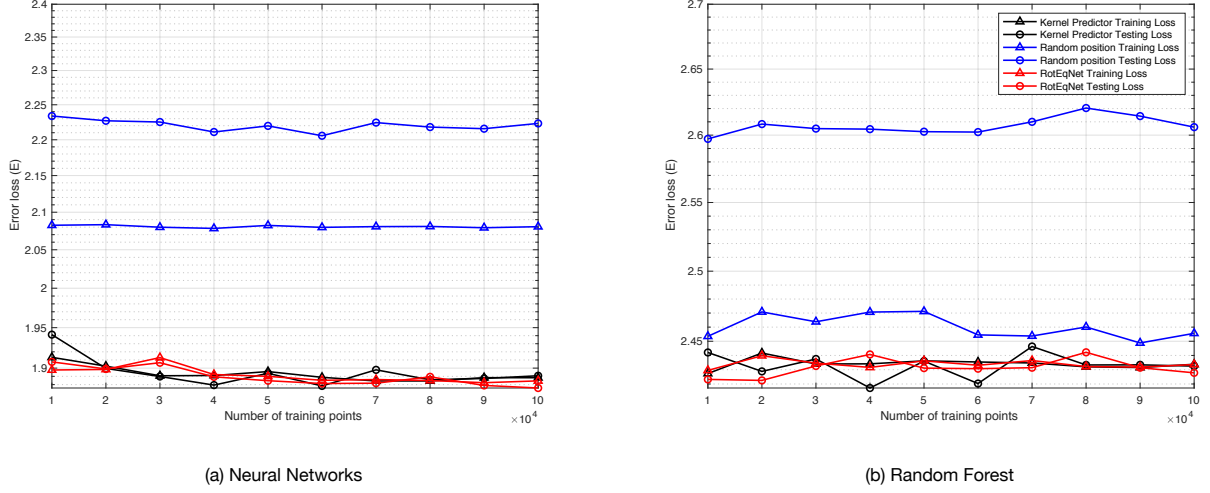 2.4
2.35
2.3
2.25
2.2
2.15
2.1
2.05
2
1.95
1.9
Error loss (E)
1 2 3 4 5 6 7 8 9 10
Number of training points
×10⁴
(a) Neural Networks
2.7
2.65
2.6
2.55
2.5
2.45
Error loss (E)
Kernel Predictor Training Loss
Kernel Predictor Testing Loss
Random position Training Loss
Random position Testing Loss
RotEqNet Training Loss
RotEqNet Testing Loss
1 2 3 4 5 6 7 8 9 10
Number of training points
×10⁴
(b) Random Forest